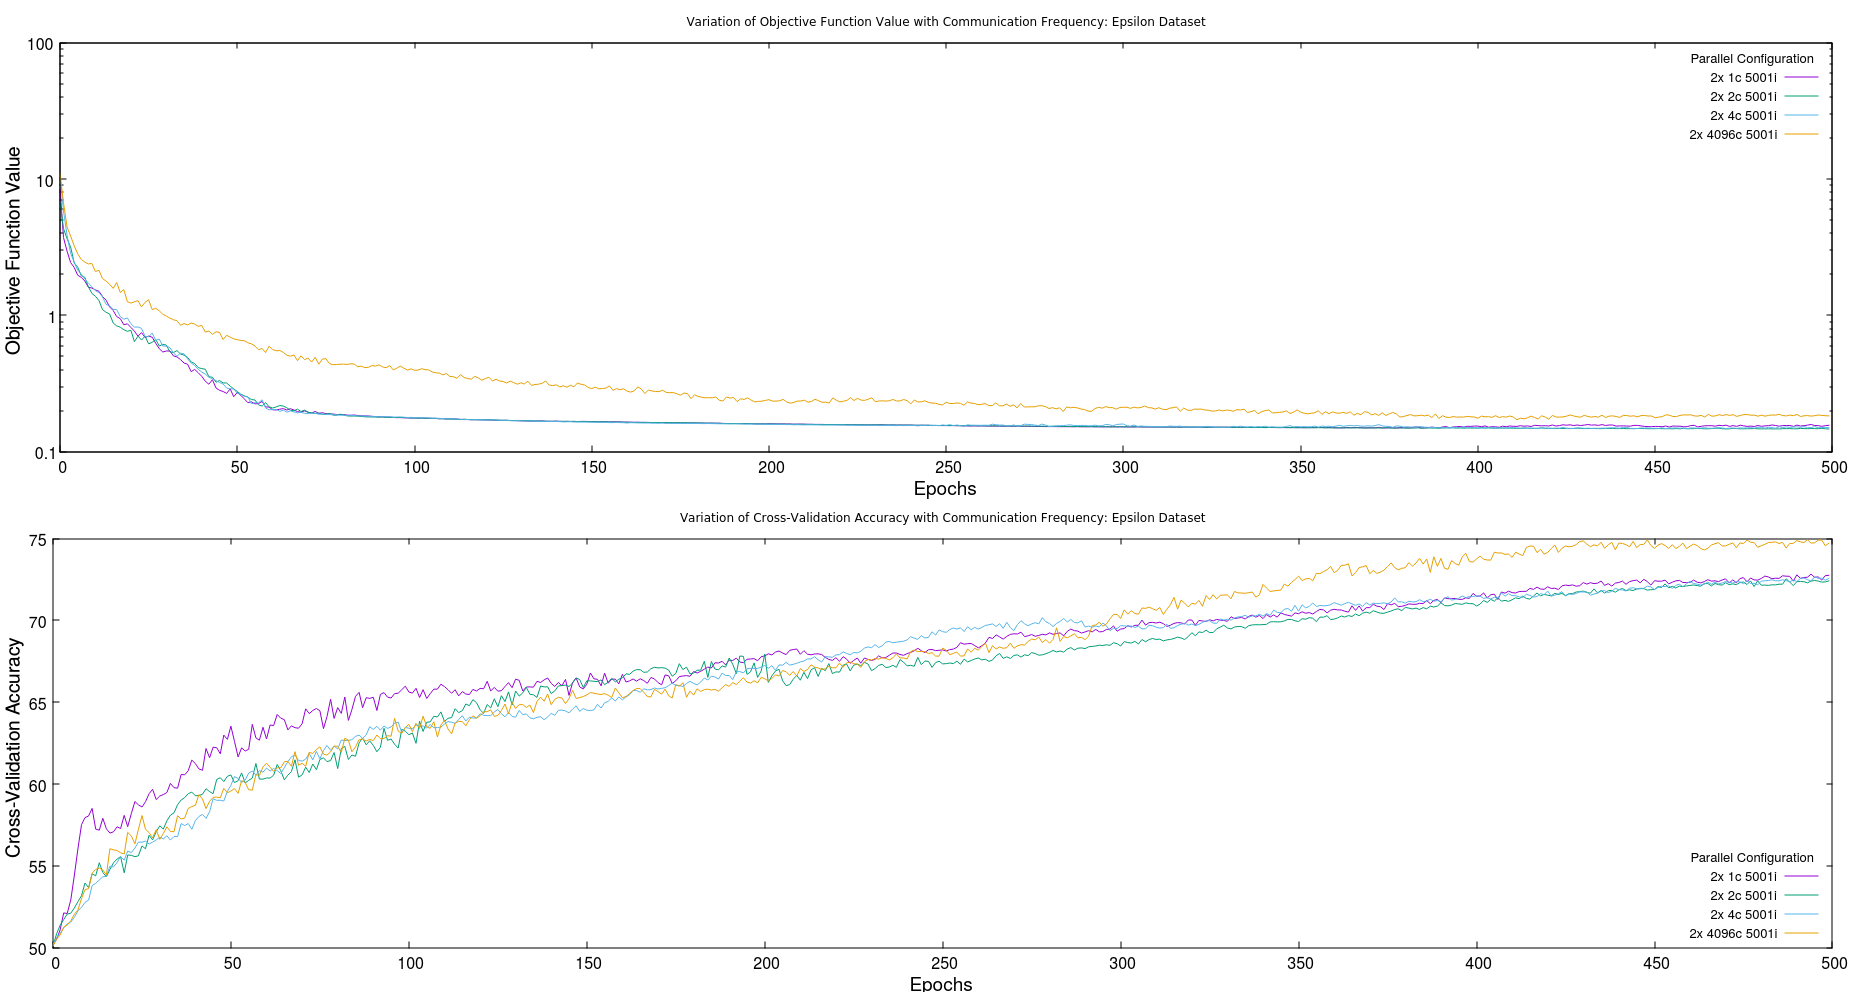 Variation of Objective Function Value with Communication Frequency: Epsilon Dataset
100
10
1
0.1
Objective Function Value
Parallel Configuration
2x 1c 5001i
2x 2c 5001i
2x 4c 5001i
2x 4096c 5001i
0 50 100 150 200 250 300 350 400 450 500
Epochs
Variation of Cross-Validation Accuracy with Communication Frequency: Epsilon Dataset
75
70
65
60
55
50
Cross-Validation Accuracy
Parallel Configuration
2x 1c 5001i
2x 2c 5001i
2x 4c 5001i
2x 4096c 5001i
0 50 100 150 200 250 300 350 400 450 500
Epochs